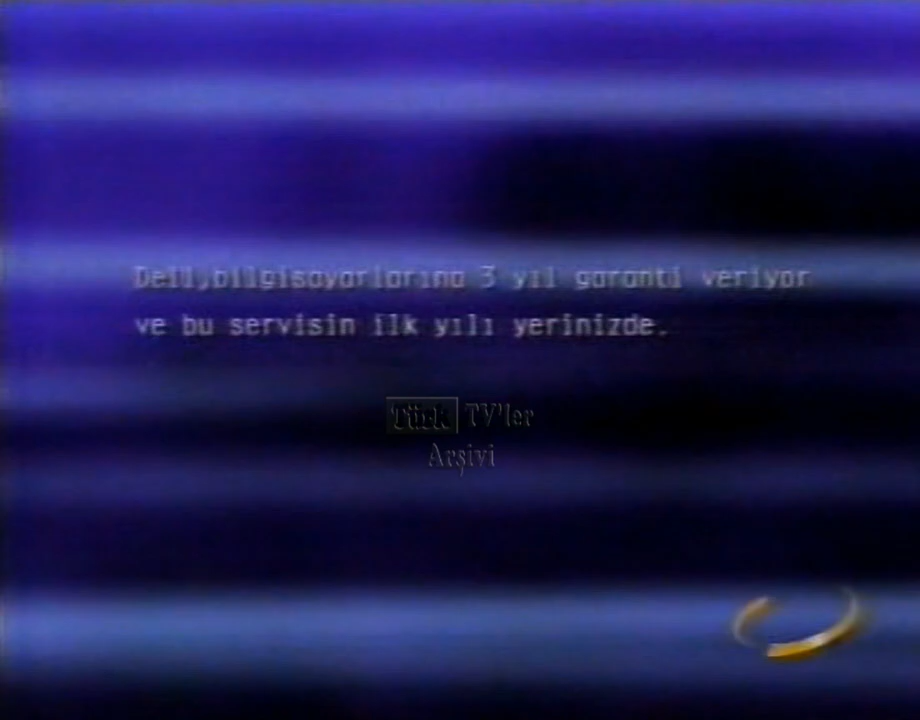 Dell,bilgisayarlarına 3 yıl garanti veriyor
ve bu servisin ilk yılı yerinizde.
Türk TV'ler
Arşivi